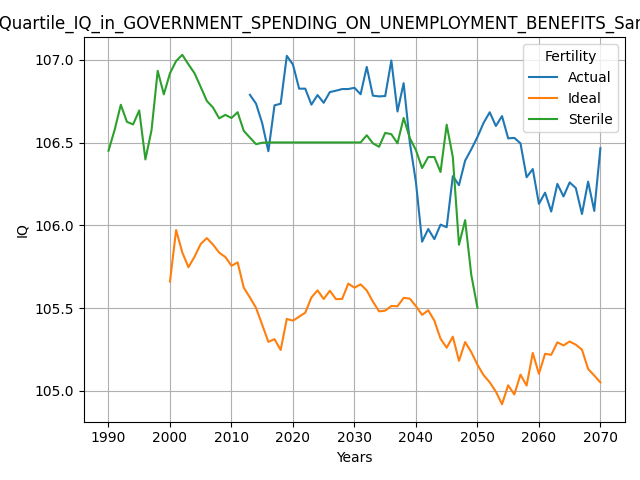 Quartile_IQ_in_GOVERNMENT_SPENDING_ON_UNEMPLOYMENT_BENEFITS_Sar
107.0
106.5
106.0
105.5
105.0
IQ
Fertility
Actual
Ideal
Sterile
1990 2000 2010 2020 2030 2040 2050 2060 2070
Years